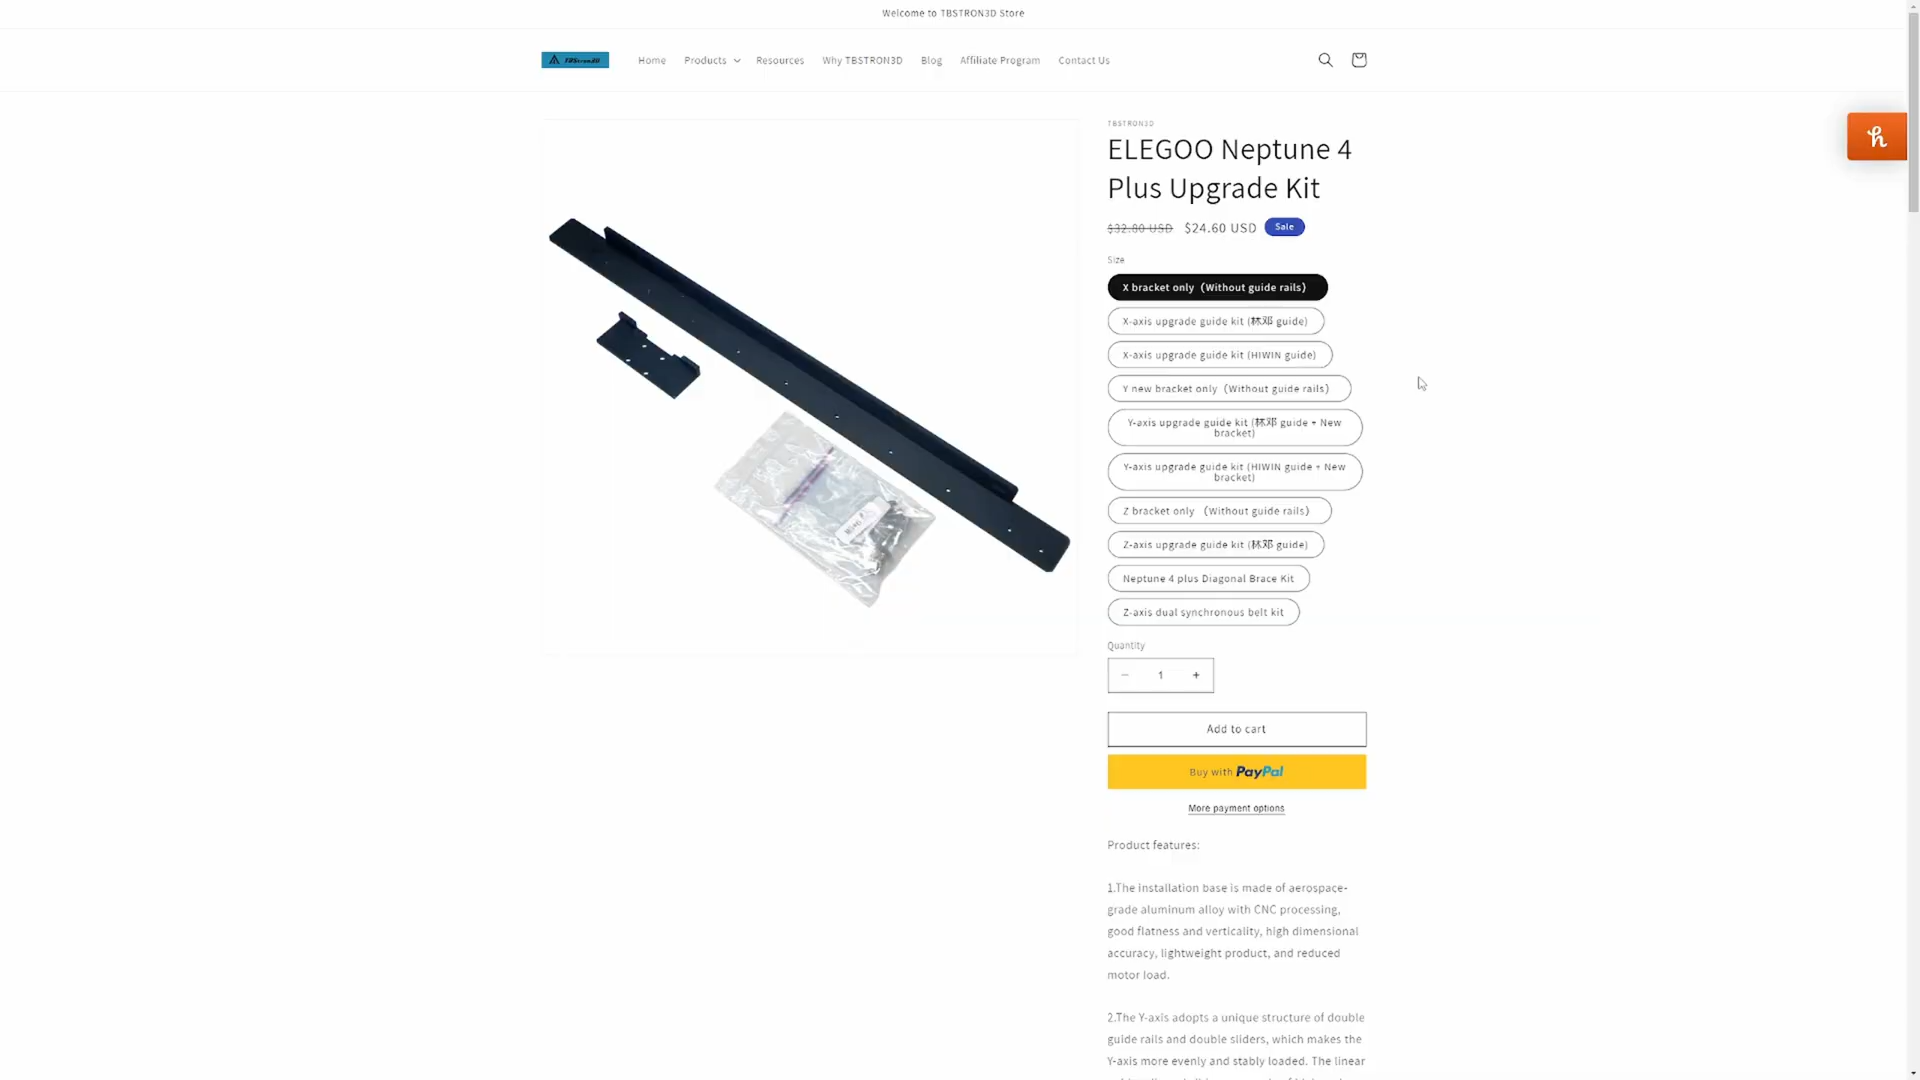 Welcome to TBSTRON3D Store
TBStron3D
Home
Products
Resources
Why TBSTRON3D
Blog
Affiliate Program
Contact Us
TBSTRON3D
ELEGOO Neptune 4
Plus Upgrade Kit
$32.80 USD $24.60 USD Sale
Size
X bracket only（Without guide rails）
X-axis upgrade guide kit (林邓 guide)
X-axis upgrade guide kit (HIWIN guide)
Y new bracket only（Without guide rails）
Y-axis upgrade guide kit (林邓 guide + New
bracket)
Y-axis upgrade guide kit (HIWIN guide + New
bracket)
Z bracket only （Without guide rails）
Z-axis upgrade guide kit (林邓 guide)
Neptune 4 plus Diagonal Brace Kit
Z-axis dual synchronous belt kit
Quantity
− 1 +
Add to cart
Buy with PayPal
More payment options
Product features:
1.The installation base is made of aerospace-
grade aluminum alloy with CNC processing,
good flatness and verticality, high dimensional
accuracy, lightweight product, and reduced
motor load.
2.The Y-axis adopts a unique structure of double
guide rails and double sliders, which makes the
Y-axis more evenly and stably loaded. The linear